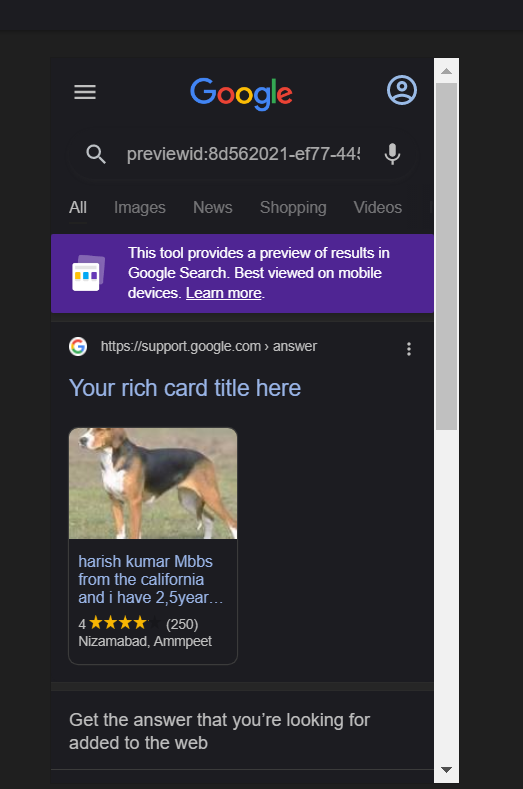 Google
previewid:8d562021-ef77-445
All Images News Shopping Videos
This tool provides a preview of results in
Google Search. Best viewed on mobile
devices. Learn more.
https://support.google.com › answer
Your rich card title here
harish kumar Mbbs
from the california
and i have 2,5year…
4 ★★★★ (250)
Nizamabad, Ammpeet
Get the answer that you’re looking for
added to the web